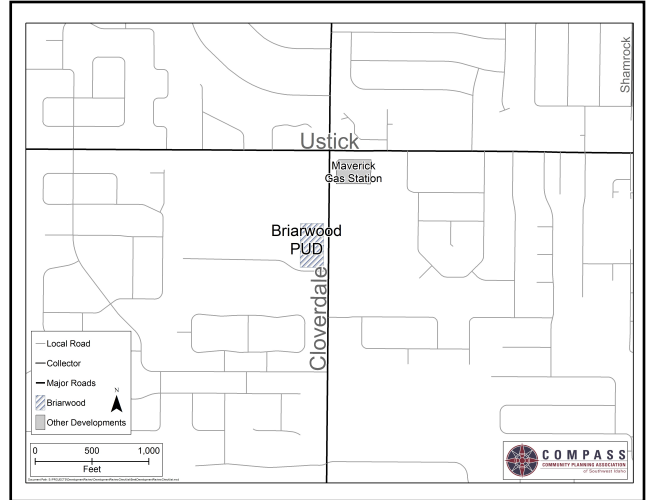 Shamrock
Ustick
Maverick
Gas Station
Briarwood
PUD
Cloverdale
Local Road
Collector
Major Roads
Briarwood
Other Developments
N
0 500 1,000
Feet
COMPASS
COMMUNITY PLANNING ASSOCIATION
of Southwest Idaho